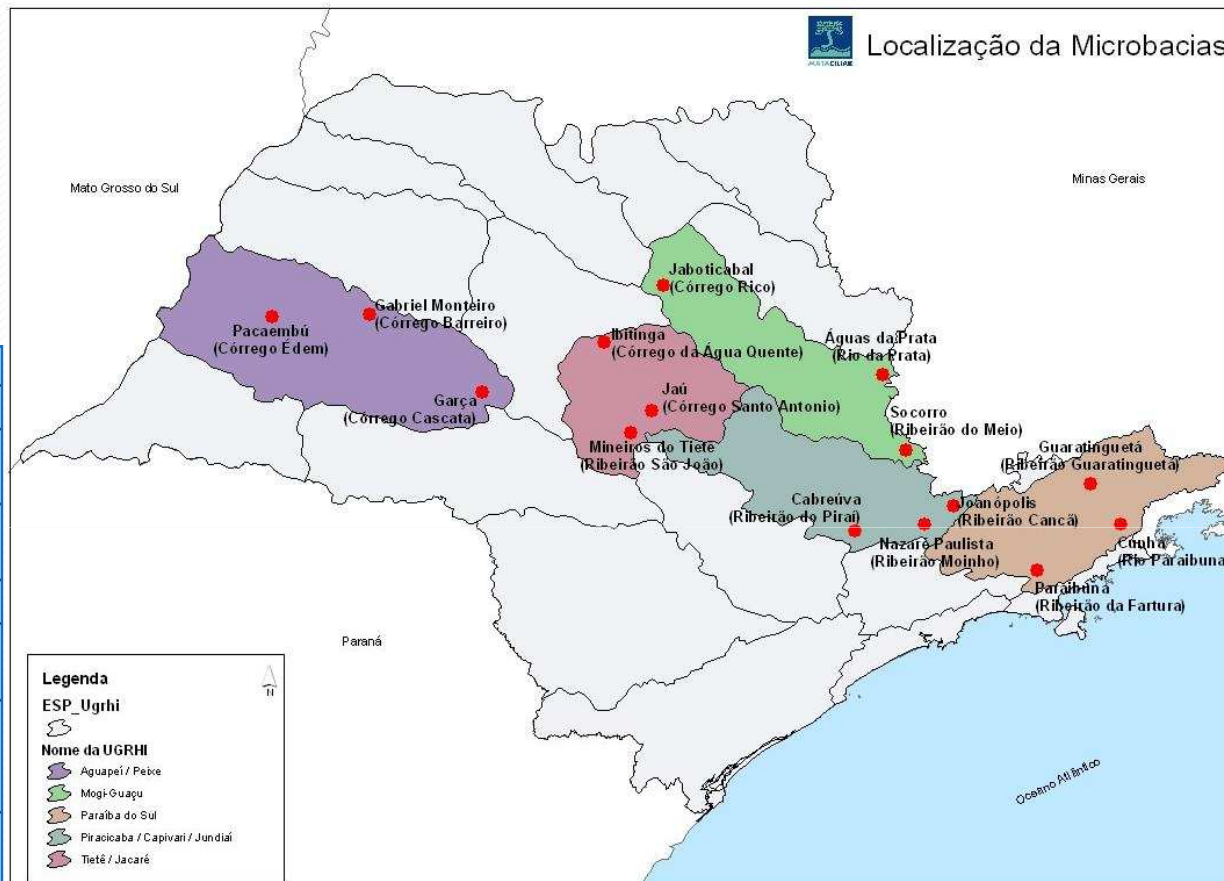 MATA CILIAR
Localização da Microbacias
Mato Grosso do Sul
Minas Gerais
Jaboticabal
(Córrego Rico)
Gabriel Monteiro
(Córrego Barreiro)
Pacaembú
(Córrego Édem)
Ibitinga
(Córrego da Água Quente)
Águas da Prata
(Rio da Prata)
Garça
(Córrego Cascata)
Jaú
(Córrego Santo Antonio)
Socorro
(Ribeirão do Meio)
Mineiros do Tietê
(Ribeirão São João)
Guaratinguetá
(Ribeirão Guaratinguetá)
Cabreúva
(Ribeirão do Piraí)
Joanópolis
(Ribeirão Cancã)
Nazaré Paulista
(Ribeirão Moinho)
Cunha
(Rio Paraibuna
Paraibuna
(Ribeirão da Fartura)
Paraná
Oceano Atlântico
Legenda
N
ESP_Ugrhi
Nome da UGRHI
Aguapeí / Peixe
Mogi-Guaçu
Paraíba do Sul
Piracicaba / Capivari / Jundiaí
Tietê / Jacaré